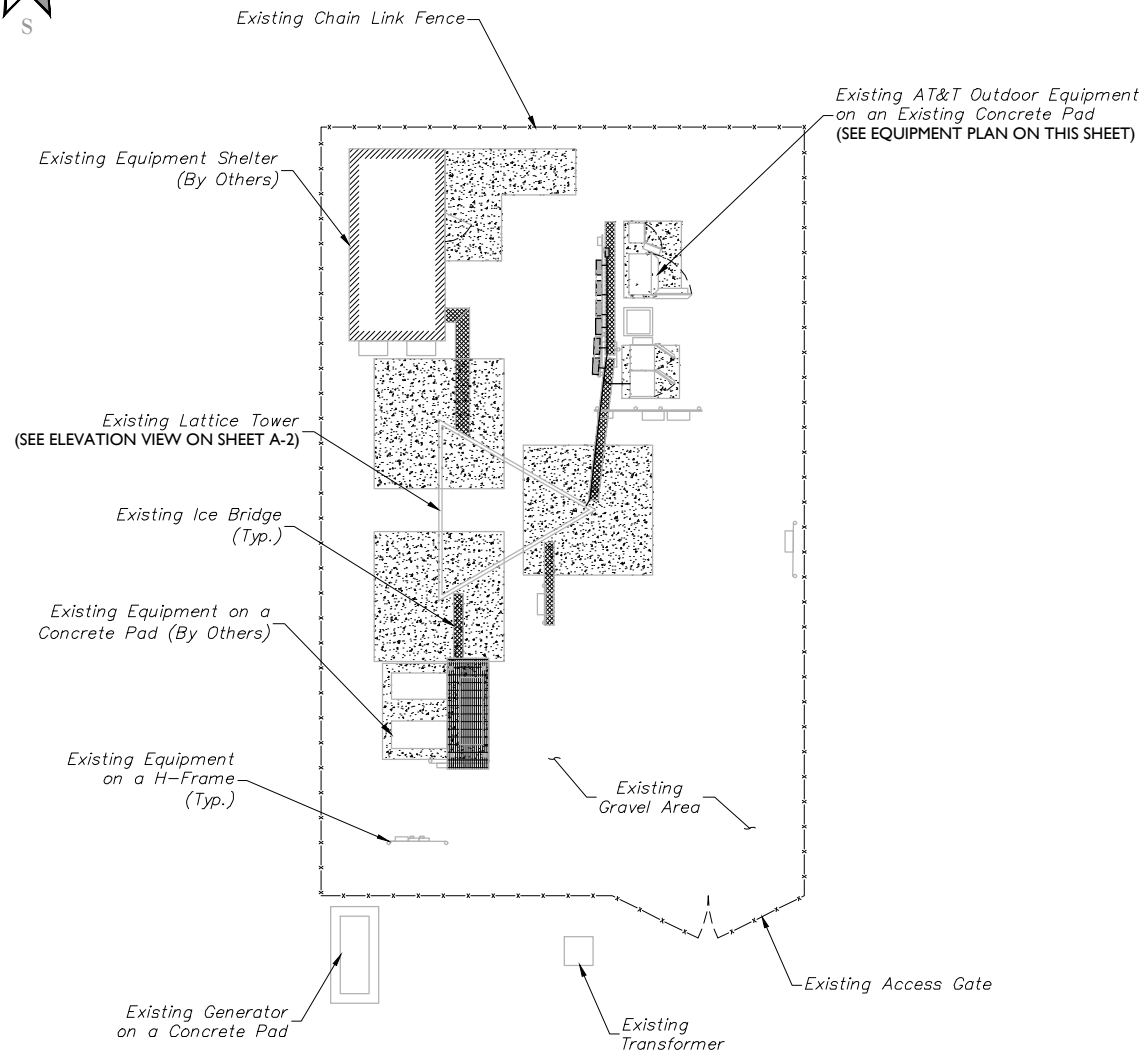 S
Existing Chain Link Fence
Existing AT&T Outdoor Equipment
on an Existing Concrete Pad
(SEE EQUIPMENT PLAN ON THIS SHEET)
Existing Equipment Shelter
(By Others)
Existing Lattice Tower
(SEE ELEVATION VIEW ON SHEET A-2)
Existing Ice Bridge
(Typ.)
Existing Equipment on a
Concrete Pad (By Others)
Existing Equipment
on a H-Frame
(Typ.)
Existing
Gravel Area
Existing Access Gate
Existing Generator
on a Concrete Pad
Existing
Transformer